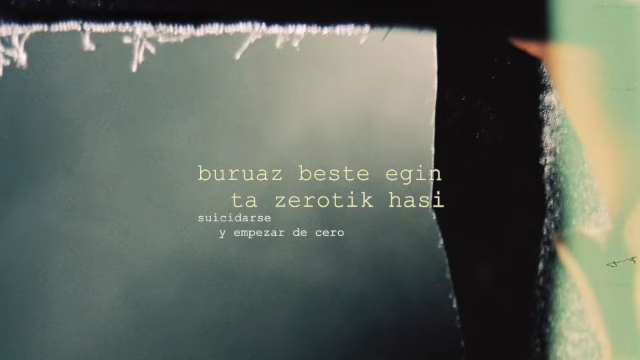 buruaz beste egin
ta zerotik hasi
suicidarse
y empezar de cero